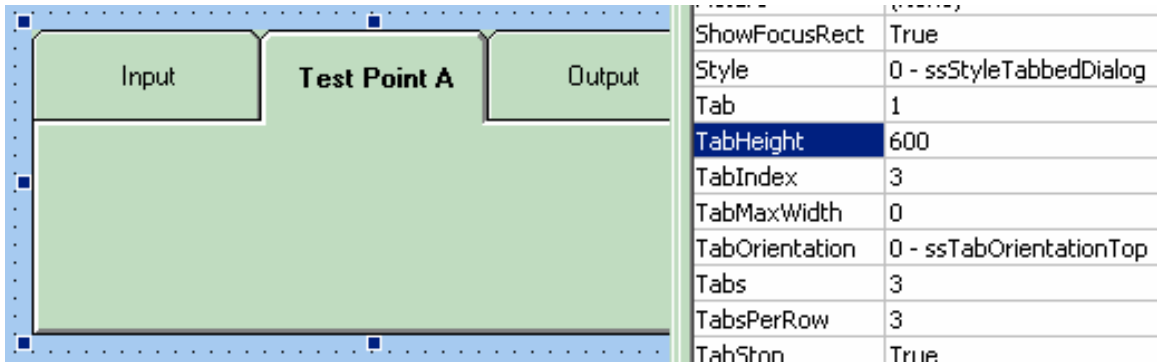 Input Test Point A Output
ShowFocusRect True
Style 0 - ssStyleTabbedDialog
Tab 1
TabHeight 600
TabIndex 3
TabMaxWidth 0
TabOrientation 0 - ssTabOrientationTop
Tabs 3
TabsPerRow 3
TabStop True